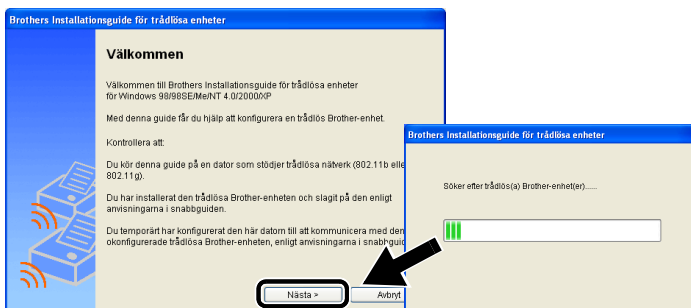 Brothers Installationsguide för trådlösa enheter
Välkommen
Välkommen till Brothers Installationsguide för trådlösa enheter
för Windows 98/98SE/Me/NT 4.0/2000/XP
Med denna guide får du hjälp att konfigurera en trådlös Brother-enhet.
Kontrollera att:
Du kör denna guide på en dator som stödjer trådlösa nätverk (802.11b elle
802.11g).
Du har installerat den trådlösa Brother-enheten och slagit på den enligt
anvisningarna i snabbguiden.
Du temporärt har konfigurerat den här datorn till att kommunicera med den
okonfigurerade trådlösa Brother-enheten, enligt anvisningarna i snabbguid
Nästa >
Avbryt
Brothers Installationsguide för trådlösa enheter
Söker efter trådlös(a) Brother-enhet(er)......